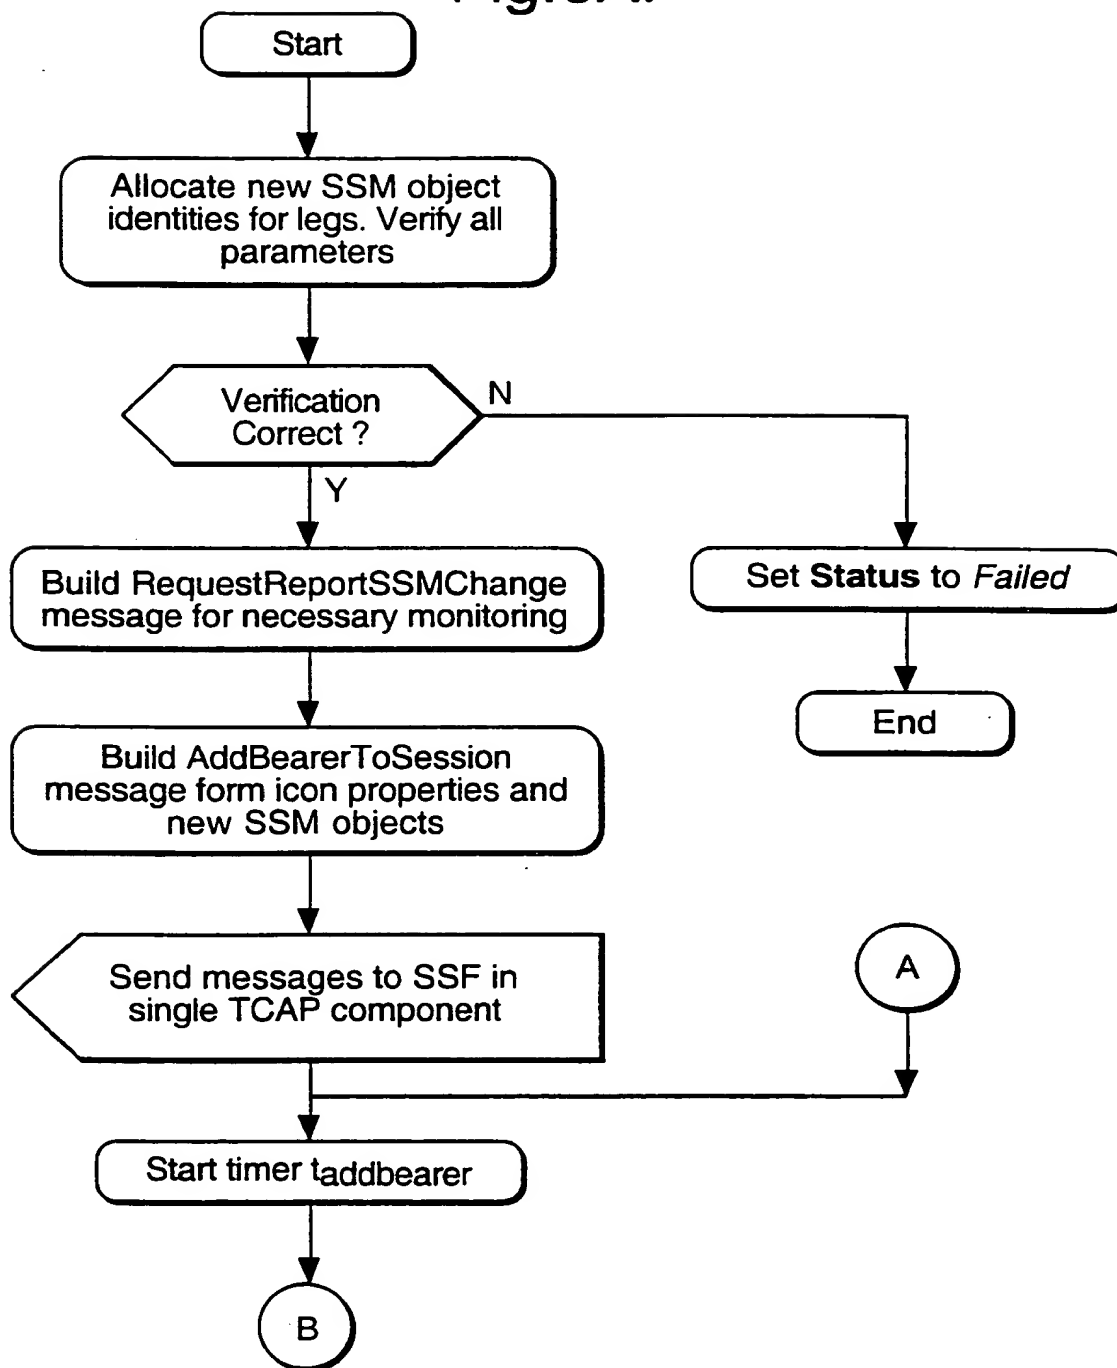 Start
Allocate new SSM object
identities for legs. Verify all
parameters
Verification
Correct ?
N
Y
Build RequestReportSSMChange
message for necessary monitoring
Set Status to Failed
End
Build AddBearerToSession
message form icon properties and
new SSM objects
Send messages to SSF in
single TCAP component
A
Start timer taddbearer
B